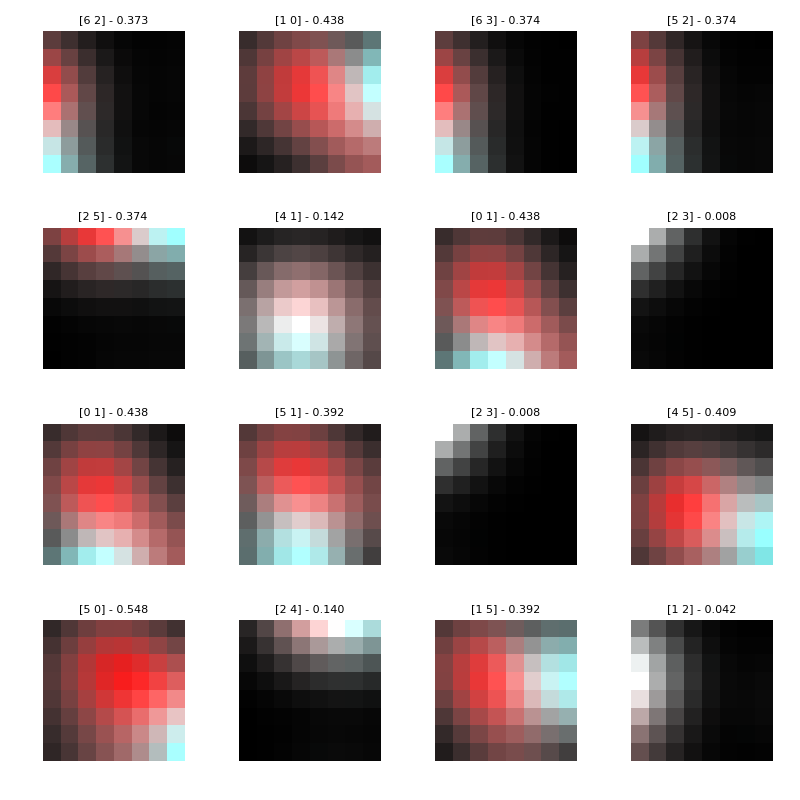 [6 2] - 0.373 [1 0] - 0.438 [6 3] - 0.374 [5 2] - 0.374
[2 5] - 0.374 [4 1] - 0.142 [0 1] - 0.438 [2 3] - 0.008
[0 1] - 0.438 [5 1] - 0.392 [2 3] - 0.008 [4 5] - 0.409
[5 0] - 0.548 [2 4] - 0.140 [1 5] - 0.392 [1 2] - 0.042